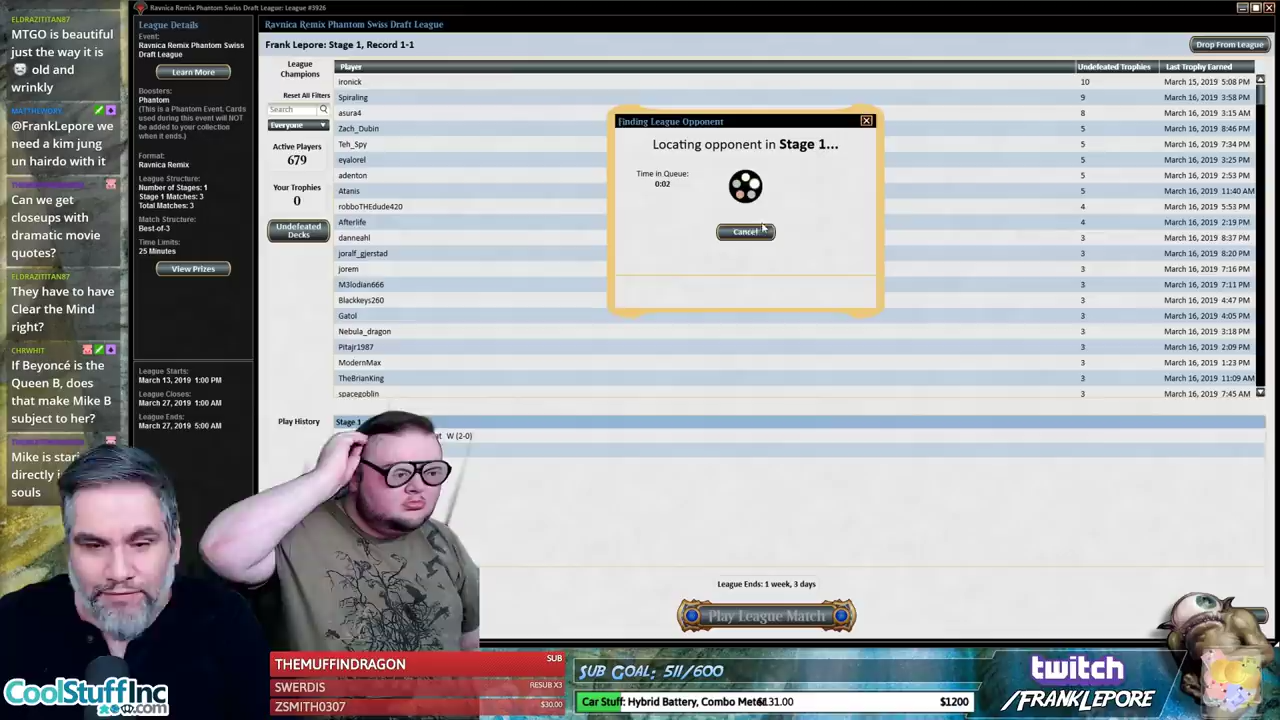 Ravnica Remix Phantom Swiss Draft League: League #3926
ELDRAZITITAN87
MTGO is beautiful
just the way it is
old and
wrinkly
@FrankLepore we
need a kim jung
un hairdo with it
Can we get
closeups with
dramatic movie
quotes?
ELDRAZITITAN87
They have to have
Clear the Mind
right?
CHRWHIT
If Beyoncé is the
Queen B, does
that make Mike B
subject to her?
directly i
souls
League Details
Event:
Ravnica Remix Phantom Swiss
Draft League
Learn More
Boosters:
Phantom
(This is a Phantom Event. Cards
used during this event will NOT
be added to your collection
when it ends.)
Format:
Ravnica Remix
League Structure:
Number of Stages: 1
Stage 1 Matches: 3
Total Matches: 3
Match Structure:
Best-of-3
Time Limits:
25 Minutes
View Prizes
League Starts:
March 13, 2019 1:00 PM
League Closes:
March 27, 2019 1:00 AM
League Ends:
March 27, 2019 5:00 AM
Ravnica Remix Phantom Swiss Draft League
Frank Lepore: Stage 1, Record 1-1
Drop From League
League
Champions
Reset All Filters
Search
Everyone
Active Players
679
Your Trophies
0
Undefeated
Decks
Player Undefeated Trophies Last Trophy Earned
ironick 10 March 15, 2019 5:08 PM
Spiraling 9 March 16, 2019 3:58 PM
asura4 8 March 16, 2019 3:15 AM
Zach_Dubin 5 March 16, 2019 8:46 PM
Teh_Spy 5 March 16, 2019 7:34 PM
eyalorel 5 March 16, 2019 3:25 PM
adenton 5 March 16, 2019 2:53 PM
Atanis 5 March 16, 2019 11:40 AM
robboTHEdude420 4 March 16, 2019 5:53 PM
Afterlife 4 March 16, 2019 2:19 PM
danneahl 3 March 16, 2019 8:37 PM
joralf_gjerstad 3 March 16, 2019 8:20 PM
jorem 3 March 16, 2019 7:16 PM
M3lodian666 3 March 16, 2019 7:11 PM
Blackkeys260 3 March 16, 2019 4:47 PM
Gatol 3 March 16, 2019 4:05 PM
Nebula_dragon 3 March 16, 2019 3:18 PM
Pitajr1987 3 March 16, 2019 2:09 PM
ModernMax 3 March 16, 2019 1:23 PM
TheBrianKing 3 March 16, 2019 11:09 AM
spacegoblin 3 March 16, 2019 7:45 AM
Finding League Opponent
Locating opponent in Stage 1...
Time in Queue:
0:02
Cancel
Play History
Stage 1
W (2-0)
League Ends: 1 week, 3 days
Play League Match
THEMUFFINDRAGON SUB
SWERDIS RESUB X3
ZSMITH0307 $30.00
SUB GOAL: 511/600
Car Stuff: Hybrid Battery, Combo Meter $131.00 $1200
twitch
/FRANKLEPORE
CoolStuffInc
.com